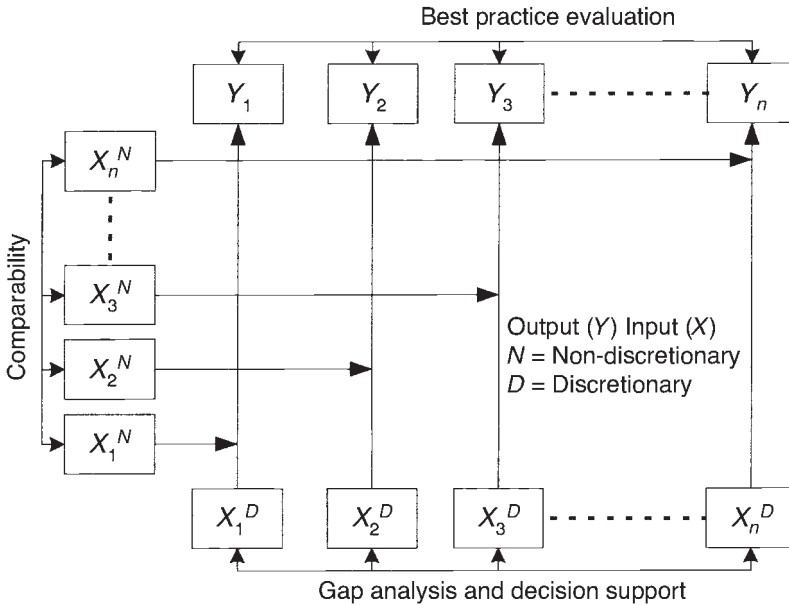 Best practice evaluation
Y₁ Y₂ Y₃ Yₙ
Comparability
Xₙᴺ
X₃ᴺ
X₂ᴺ
X₁ᴺ
Output (Y) Input (X)
N = Non-discretionary
D = Discretionary
X₁ᴰ X₂ᴰ X₃ᴰ Xₙᴰ
Gap analysis and decision support